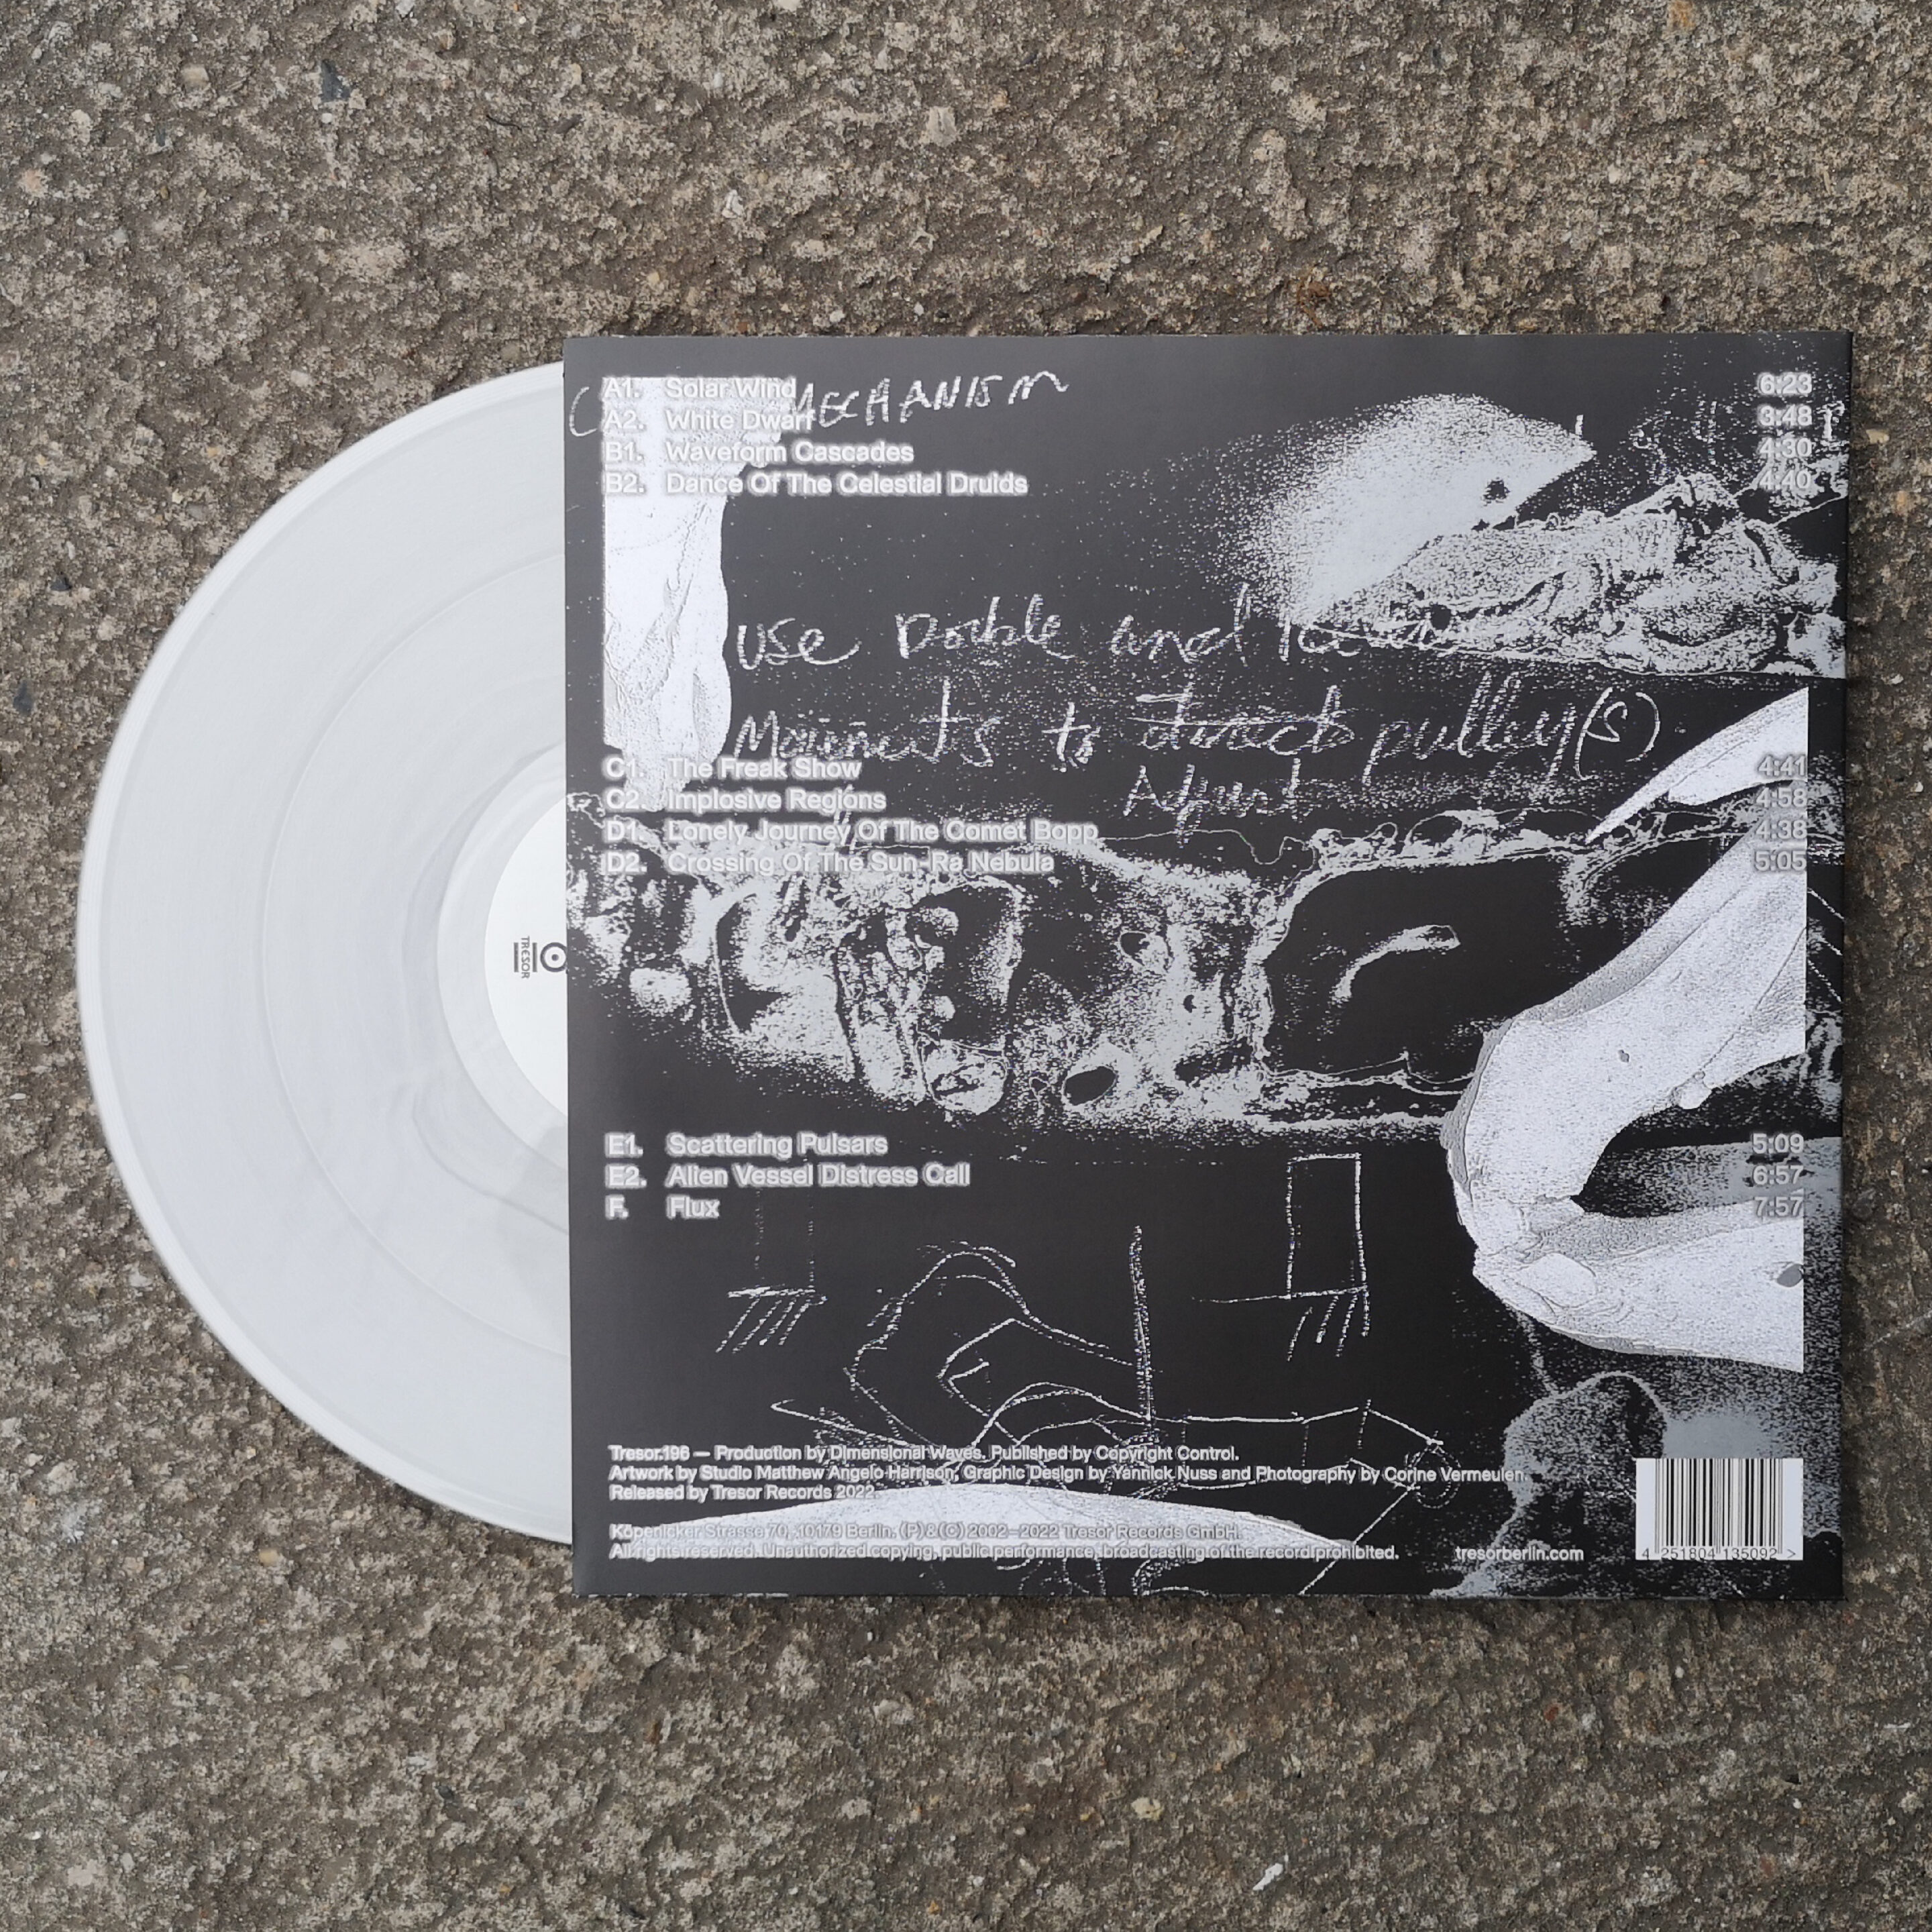 A1. Solar Wind 6:23
A2. White Dwarf 3:48
B1. Waveform Cascades 4:30
B2. Dance Of The Celestial Druids 4:40
MECHANISM
Use Double and
Movements to direct pulley(s)
Adjust
C1. The Freak Show 4:41
C2. Implosive Regions 4:58
D1. Lonely Journey Of The Comet Bopp 4:38
D2. Crossing Of The Sun-Ra Nebula 5:05
TRESOR
E1. Scattering Pulsars 5:09
E2. Alien Vessel Distress Call 6:57
F. Flux 7:57
Tresor.196 — Production by Dimensional Waves. Published by Copyright Control.
Artwork by Studio Matthew Angelo Harrison, Graphic Design by Yannick Nuss and Photography by Corine Vermeulen
Released by Tresor Records 2022.
Köpenicker Strasse 70, 10179 Berlin. (P)&(C) 2002–2022 Tresor Records GmbH.
All rights reserved. Unauthorized copying, public performance, broadcasting of the record prohibited. tresorberlin.com
4 251804 135092 >